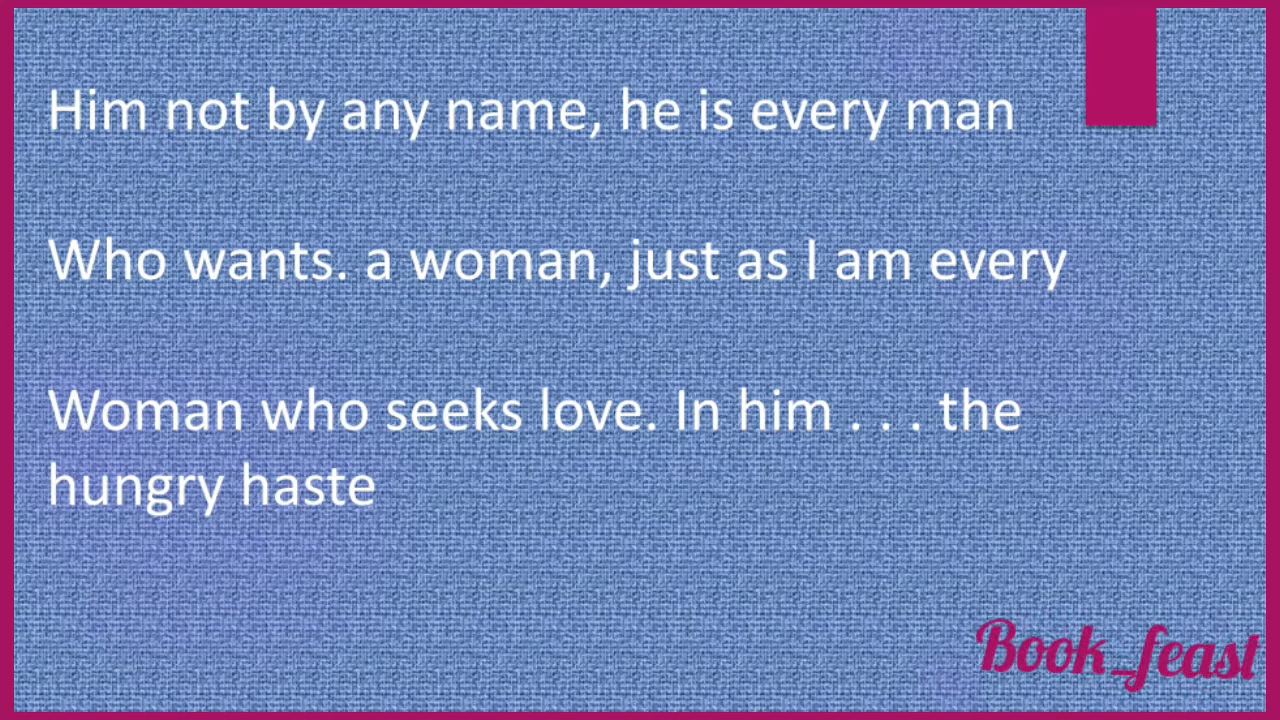 Him not by any name, he is every man
Who wants. a woman, just as I am every
Woman who seeks love. In him . . . the
hungry haste
Book_feast